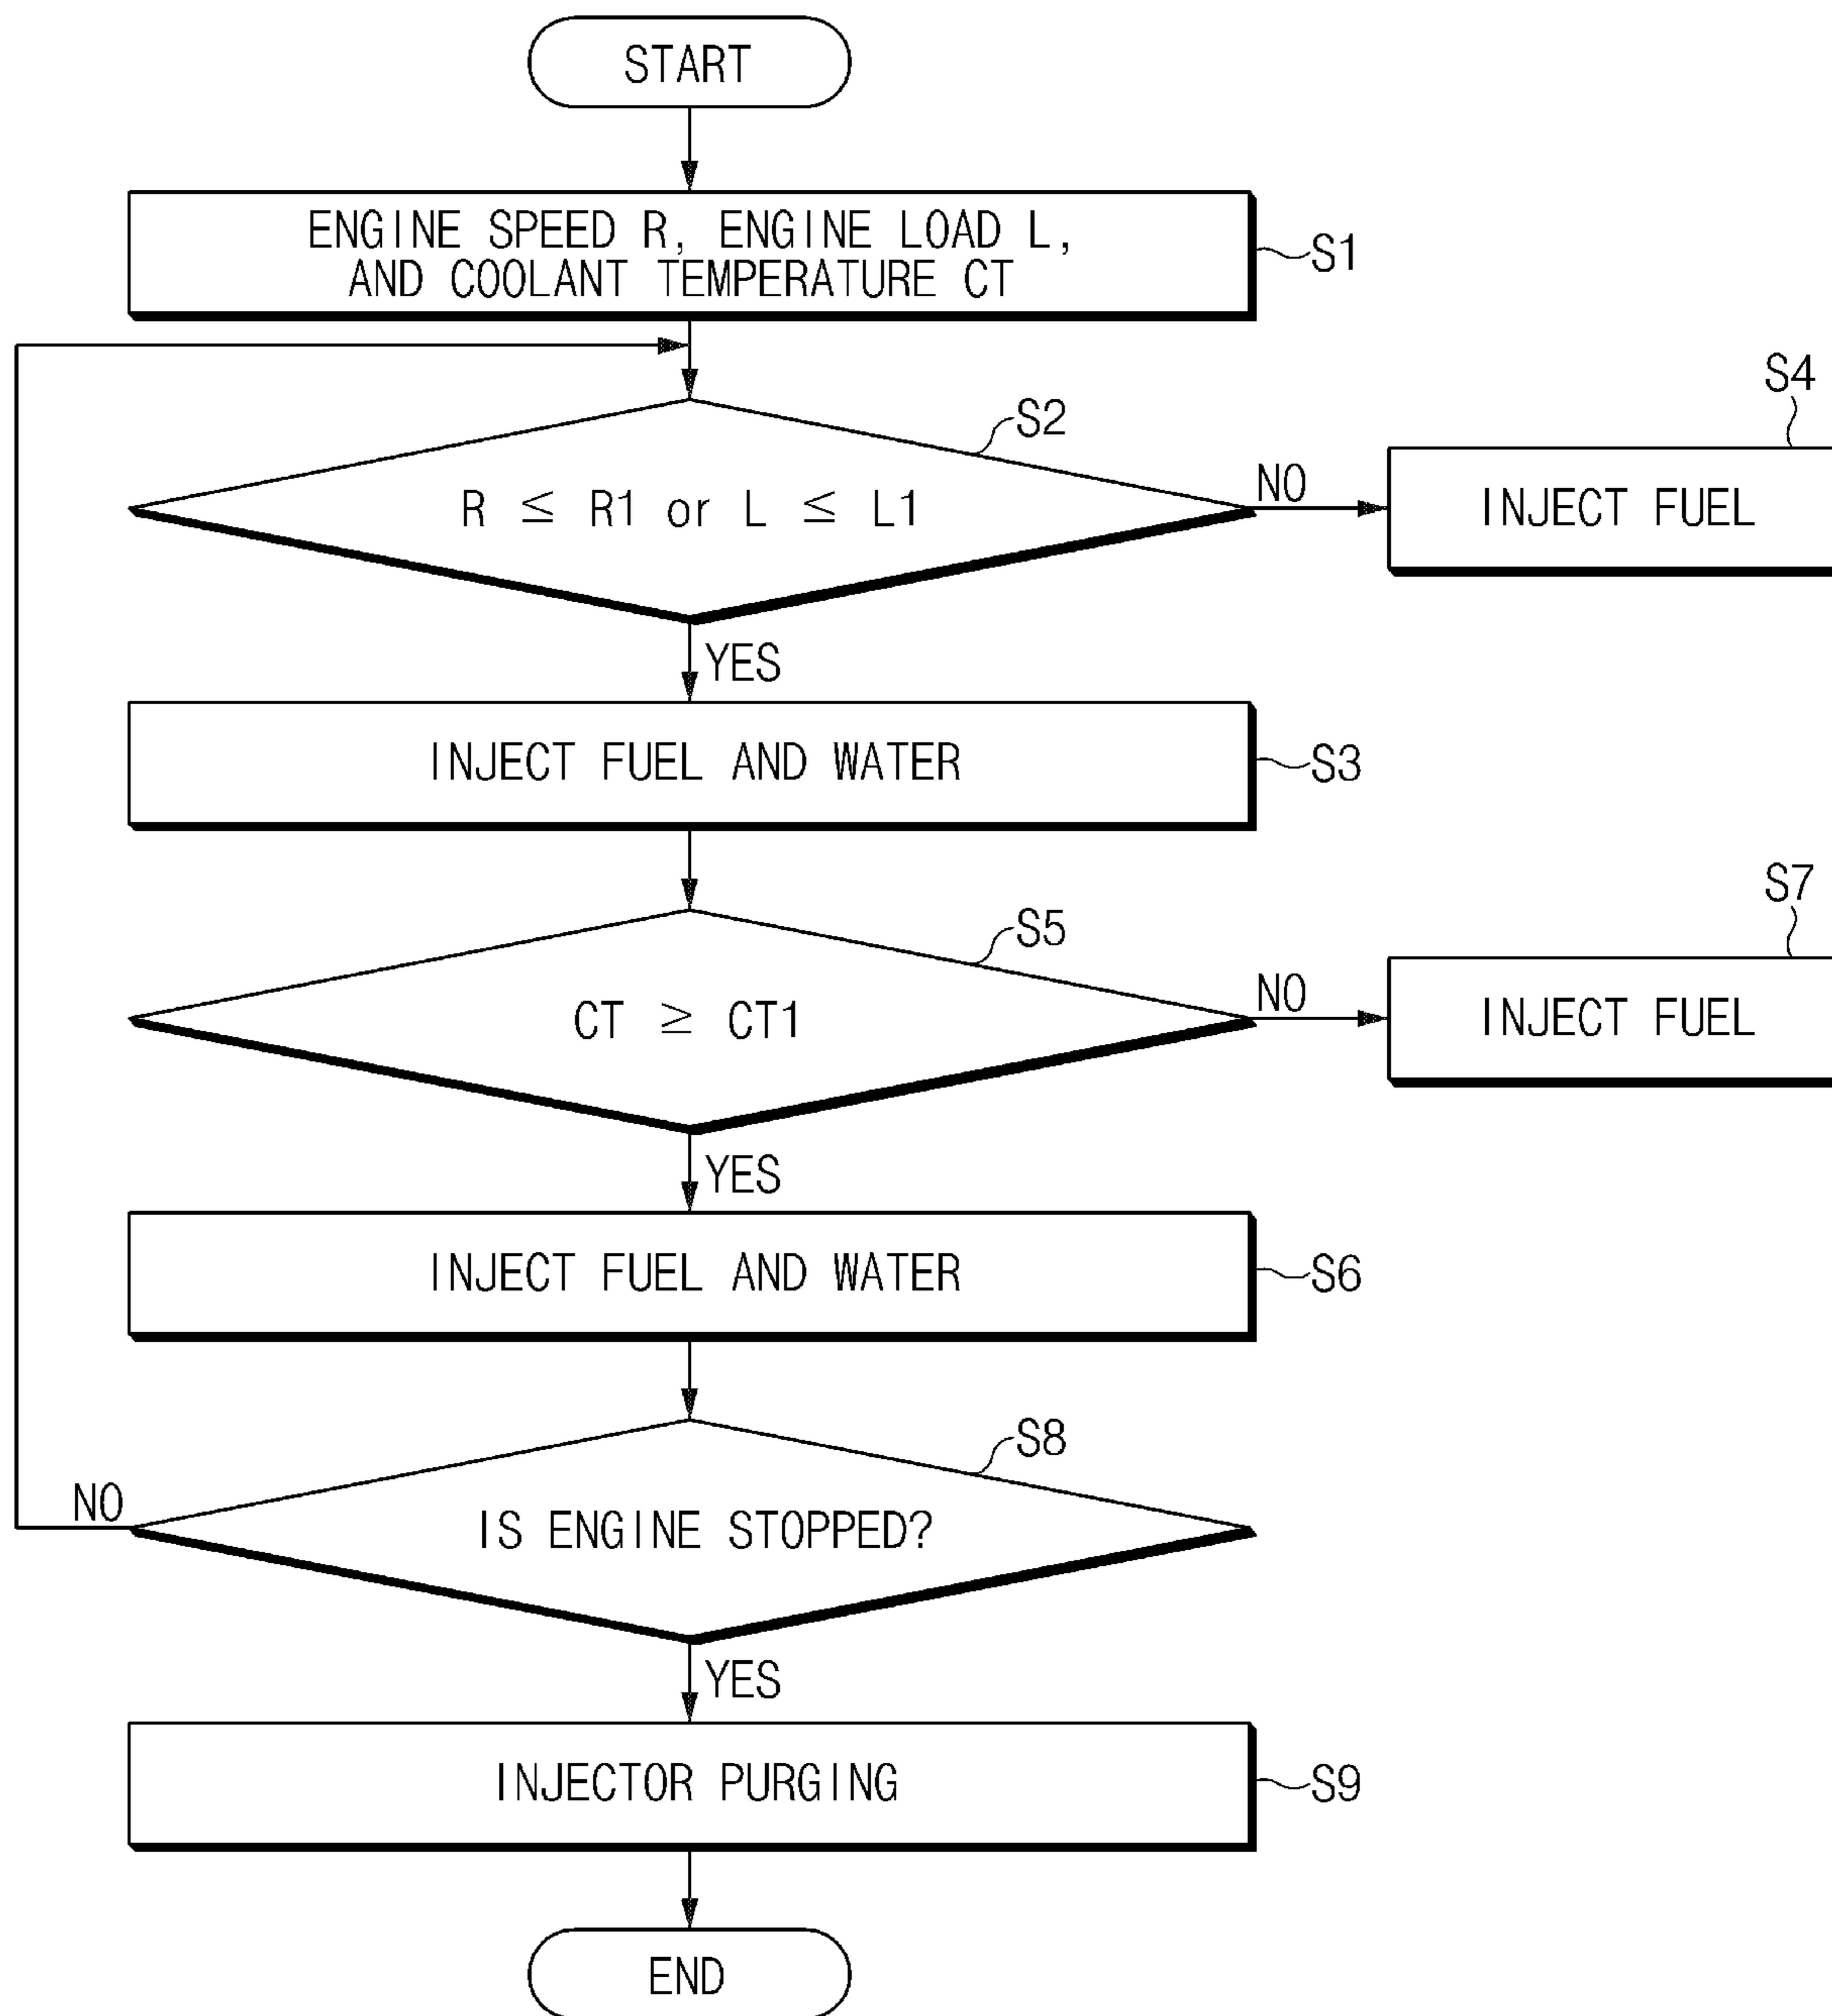 START
ENGINE SPEED R, ENGINE LOAD L,
AND COOLANT TEMPERATURE CT
S1
S2
R ≤ R1 or L ≤ L1
NO
S4
INJECT FUEL
YES
INJECT FUEL AND WATER
S3
S5
CT ≥ CT1
NO
S7
INJECT FUEL
YES
INJECT FUEL AND WATER
S6
S8
IS ENGINE STOPPED?
NO
YES
INJECTOR PURGING
S9
END